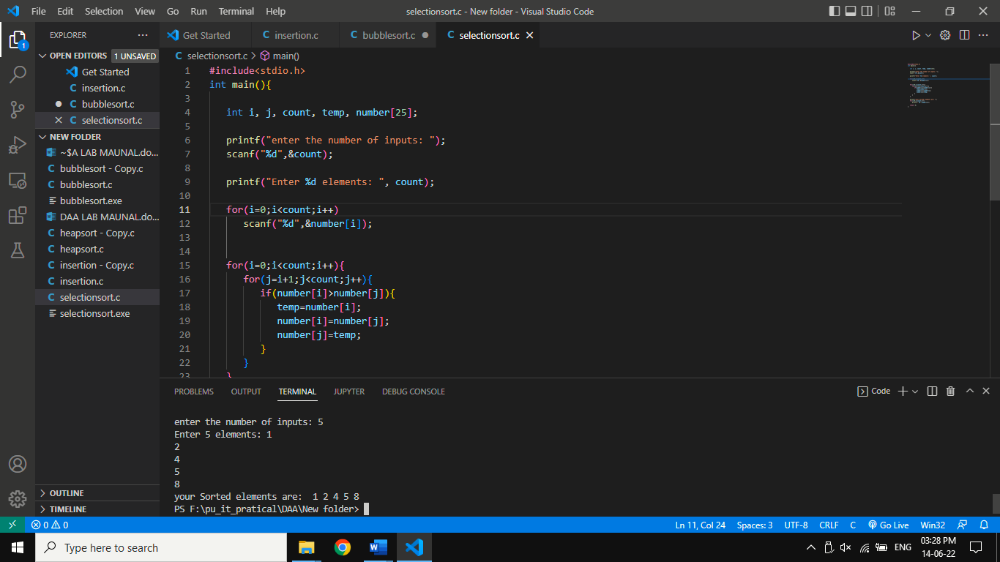 File Edit Selection View Go Run Terminal Help selectionsort.c - New folder - Visual Studio Code
EXPLORER ···
OPEN EDITORS 1 UNSAVED
Get Started
C insertion.c
C bubblesort.c
C selectionsort.c
NEW FOLDER
~$A LAB MAUNAL.do...
C bubblesort - Copy.c
C bubblesort.c
bubblesort.exe
DAA LAB MAUNAL.do...
C heapsort - Copy.c
C heapsort.c
C insertion - Copy.c
C insertion.c
C selectionsort.c
selectionsort.exe
OUTLINE
TIMELINE
1
Get Started C insertion.c C bubblesort.c C selectionsort.c
C selectionsort.c > main()
1 #include<stdio.h>
2 int main(){
3
4 int i, j, count, temp, number[25];
5
6 printf("enter the number of inputs: ");
7 scanf("%d",&count);
8
9 printf("Enter %d elements: ", count);
10
11 for(i=0;i<count;i++)
12 scanf("%d",&number[i]);
13
14
15 for(i=0;i<count;i++){
16 for(j=i+1;j<count;j++){
17 if(number[i]>number[j]){
18 temp=number[i];
19 number[i]=number[j];
20 number[j]=temp;
21 }
22 }
23 }
PROBLEMS OUTPUT TERMINAL JUPYTER DEBUG CONSOLE Code
enter the number of inputs: 5
Enter 5 elements: 1
2
4
5
8
your Sorted elements are:  1 2 4 5 8
PS F:\pu_it_pratical\DAA\New folder>
0 0 Ln 11, Col 24 Spaces: 3 UTF-8 CRLF C Go Live Win32
Type here to search ENG 03:28 PM
14-06-22